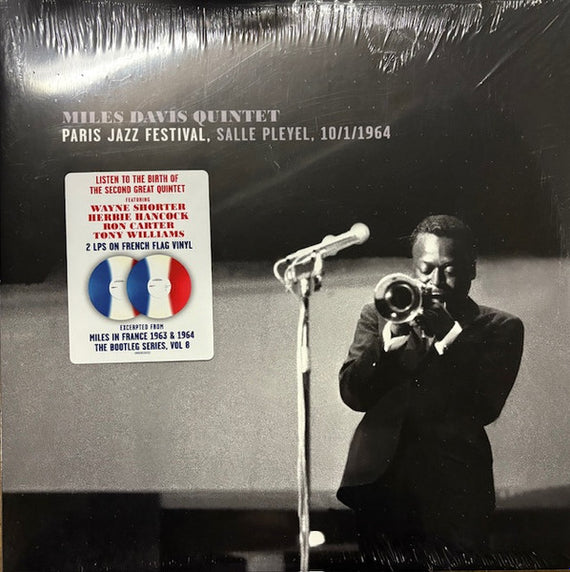 MILES DAVIS QUINTET
PARIS JAZZ FESTIVAL, SALLE PLEYEL, 10/1/1964
LISTEN TO THE BIRTH OF
THE SECOND GREAT QUINTET
FEATURING
WAYNE SHORTER
HERBIE HANCOCK
RON CARTER
TONY WILLIAMS
2 LPS ON FRENCH FLAG VINYL
EXCERPTED FROM
MILES IN FRANCE 1963 & 1964
THE BOOTLEG SERIES, VOL 8